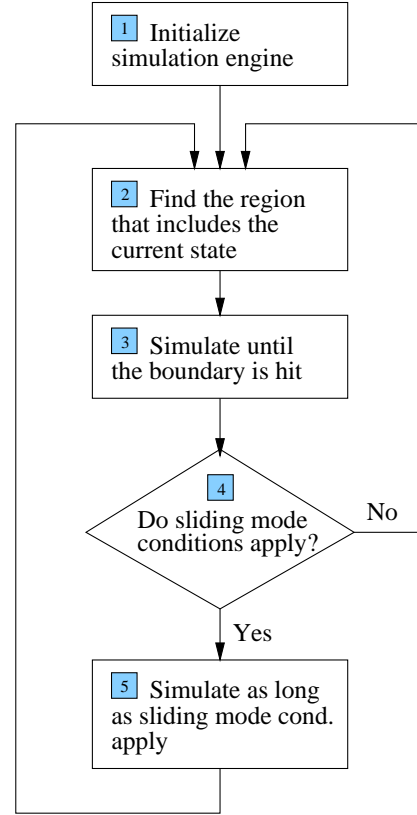 1 Initialize
simulation engine
2 Find the region
that includes the
current state
3 Simulate until
the boundary is hit
4
Do sliding mode
conditions apply?
No
Yes
5 Simulate as long
as sliding mode cond.
apply